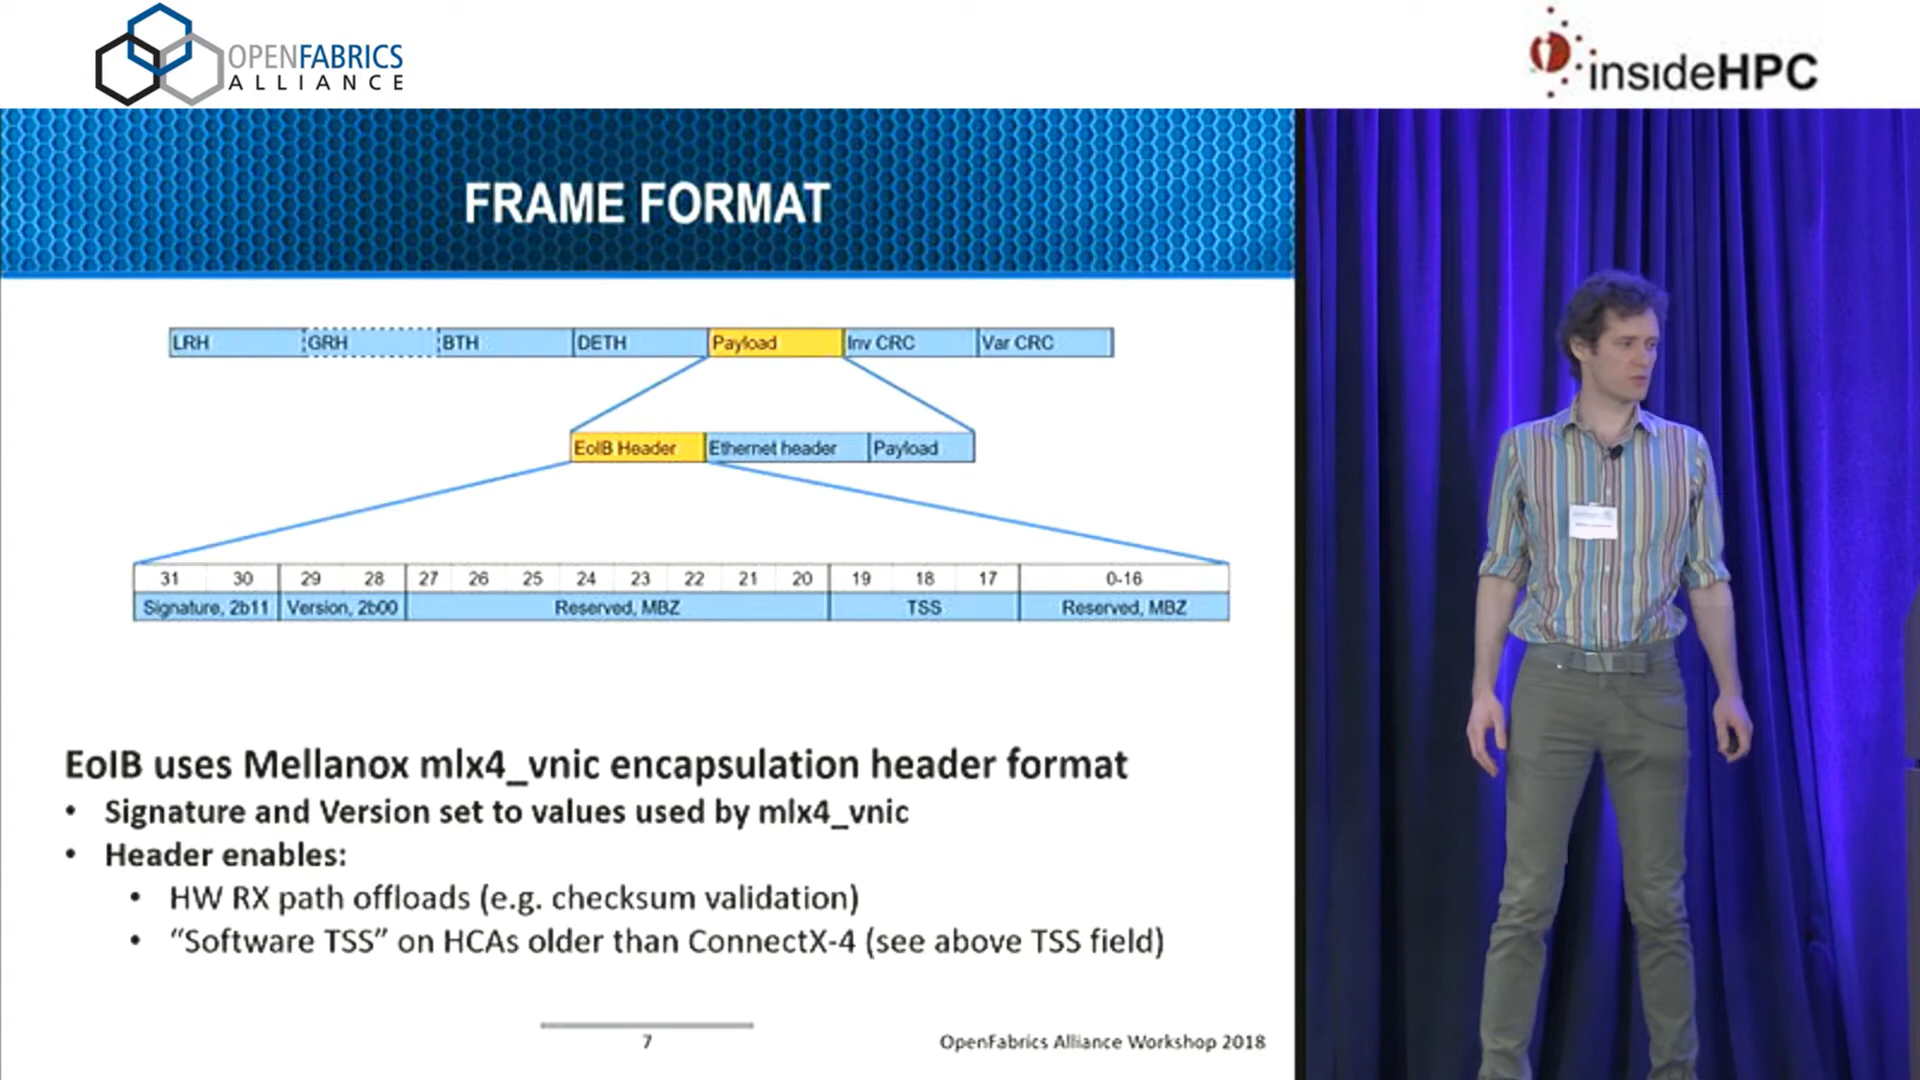 OPENFABRICS
ALLIANCE
insideHPC
FRAME FORMAT
LRH GRH BTH DETH Payload Inv CRC Var CRC
EoIB Header Ethernet header Payload
31 30 29 28 27 26 25 24 23 22 21 20 19 18 17 0-16
Signature, 2b11 Version, 2b00 Reserved, MBZ TSS Reserved, MBZ
EoIB uses Mellanox mlx4_vnic encapsulation header format
• Signature and Version set to values used by mlx4_vnic
• Header enables:
• HW RX path offloads (e.g. checksum validation)
• “Software TSS” on HCAs older than ConnectX-4 (see above TSS field)
7
OpenFabrics Alliance Workshop 2018